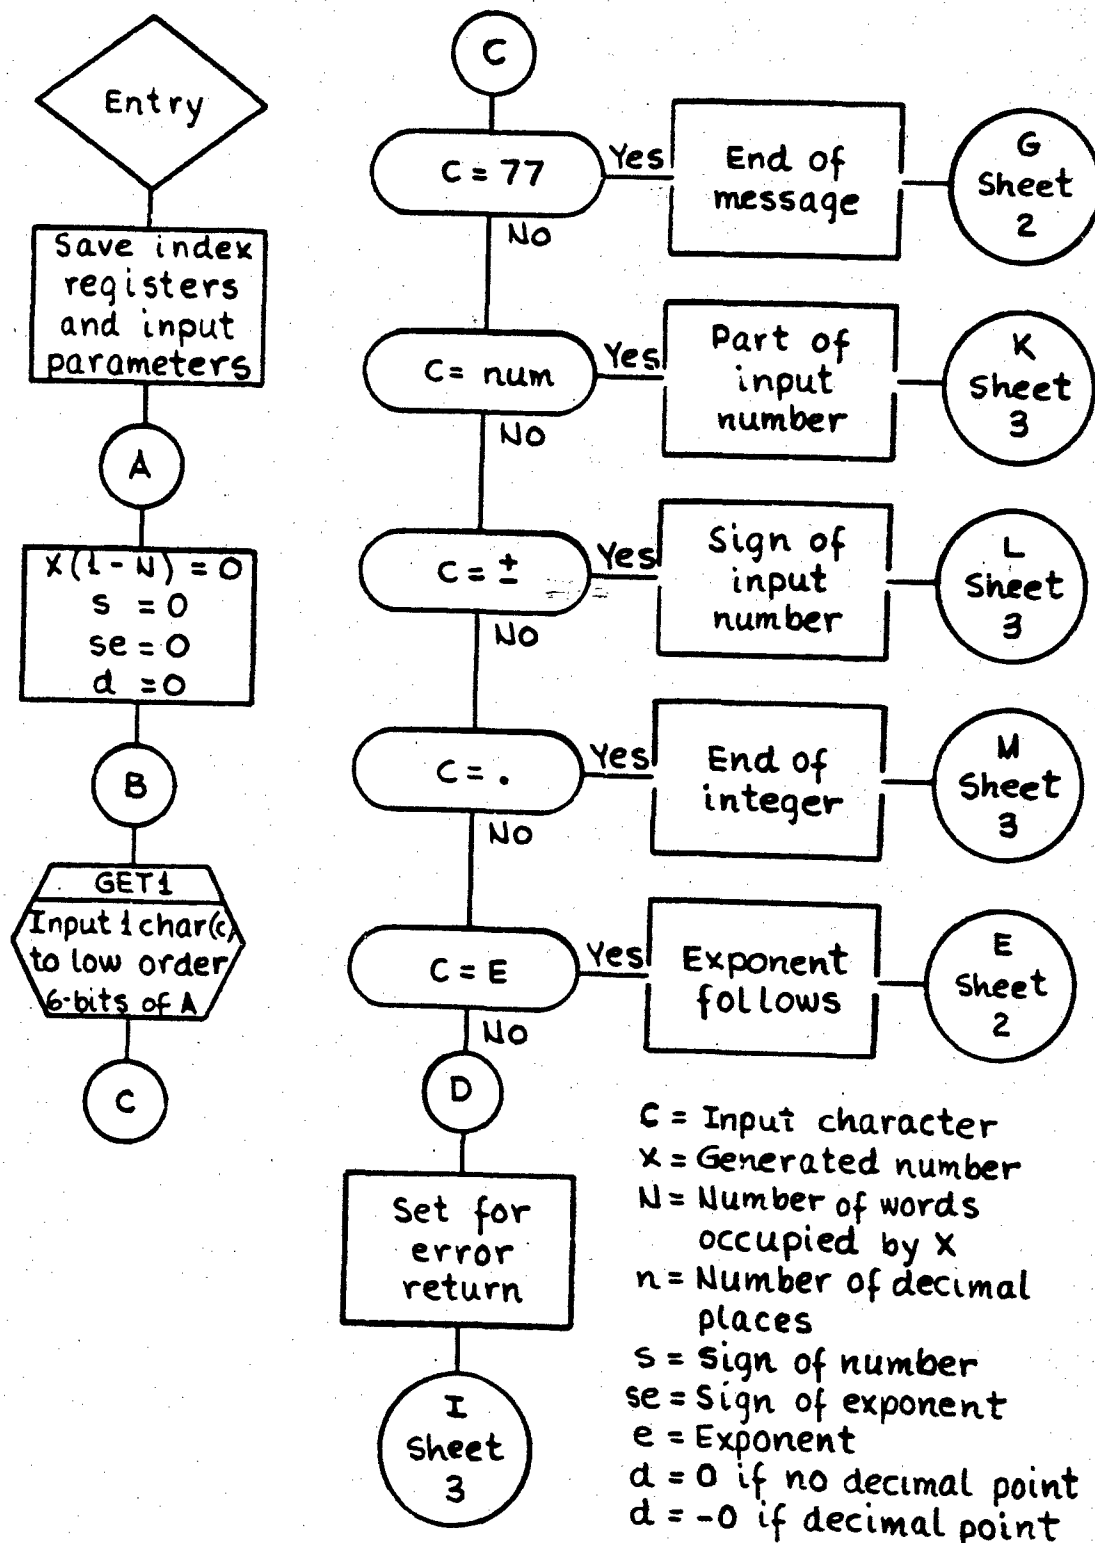 Entry
Save index
registers
and input
parameters
A
X(1-N) = 0
s = 0
se = 0
d = 0
B
GET1
Input 1 char(c)
to low order
6-bits of A
C
C
C = 77
Yes
No
End of
message
G
Sheet
2
C = num
Yes
No
Part of
input
number
K
Sheet
3
C = ±
Yes
No
Sign of
input
number
L
Sheet
3
C = .
Yes
No
End of
integer
M
Sheet
3
C = E
Yes
No
Exponent
follows
E
Sheet
2
D
Set for
error
return
I
Sheet
3
C = Input character
X = Generated number
N = Number of words
occupied by X
n = Number of decimal
places
s = Sign of number
se = Sign of exponent
e = Exponent
d = 0 if no decimal point
d = -0 if decimal point